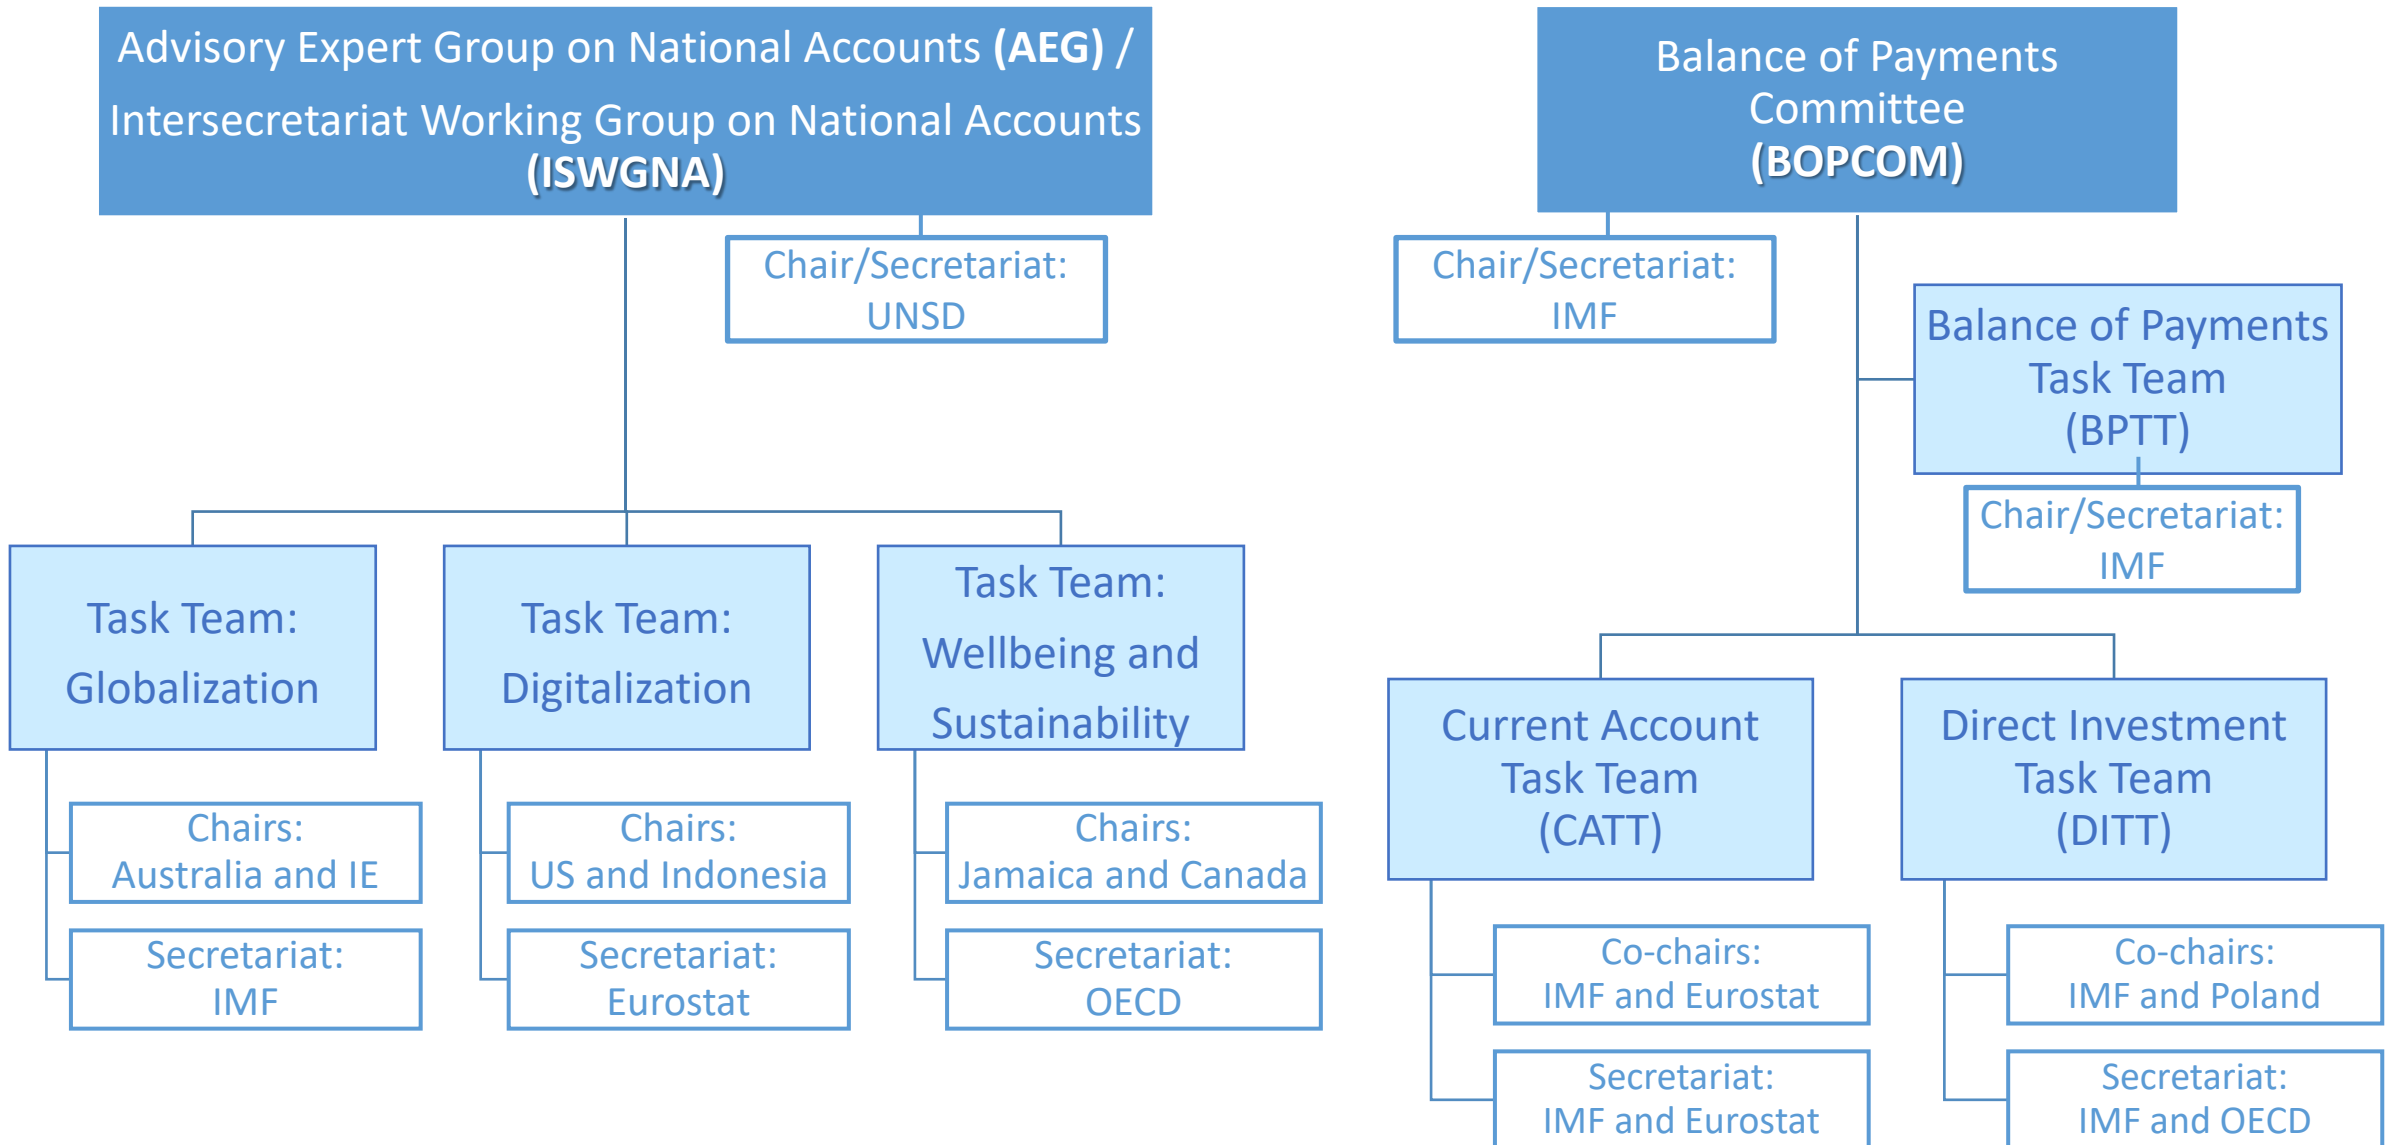 Advisory Expert Group on National Accounts (AEG) /
Intersecretariat Working Group on National Accounts
(ISWGNA)
Chair/Secretariat:
UNSD
Task Team:
Globalization
Chairs:
Australia and IE
Secretariat:
IMF
Task Team:
Digitalization
Chairs:
US and Indonesia
Secretariat:
Eurostat
Task Team:
Wellbeing and
Sustainability
Chairs:
Jamaica and Canada
Secretariat:
OECD
Balance of Payments
Committee
(BOPCOM)
Chair/Secretariat:
IMF
Balance of Payments
Task Team
(BPTT)
Chair/Secretariat:
IMF
Current Account
Task Team
(CATT)
Co-chairs:
IMF and Eurostat
Secretariat:
IMF and Eurostat
Direct Investment
Task Team
(DITT)
Co-chairs:
IMF and Poland
Secretariat:
IMF and OECD